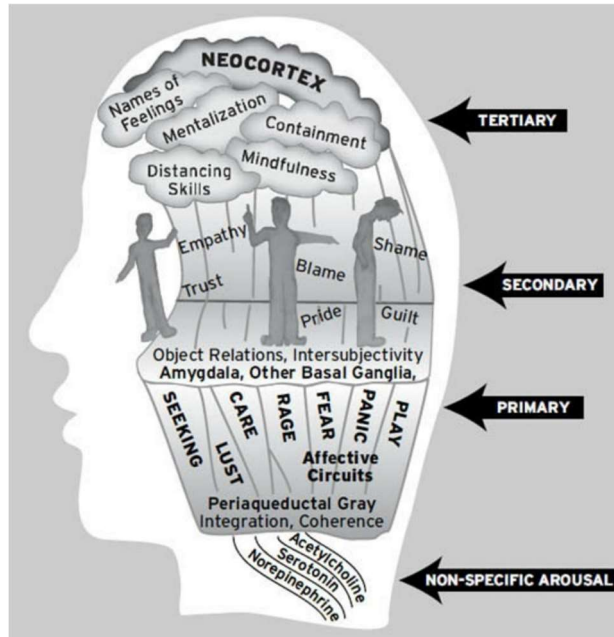 NEOCORTEX
Names of
Feelings
Mentalization
Containment
Distancing
Skills
Mindfulness
TERTIARY
Empathy
Trust
Blame
Pride
Shame
Guilt
SECONDARY
Object Relations, Intersubjectivity
Amygdala, Other Basal Ganglia,
SEEKING
LUST
CARE
RAGE
FEAR
PANIC
PLAY
Affective
Circuits
PRIMARY
Periaqueductal Gray
Integration, Coherence
Acetylcholine
Serotonin
Norepinephrine
NON-SPECIFIC AROUSAL